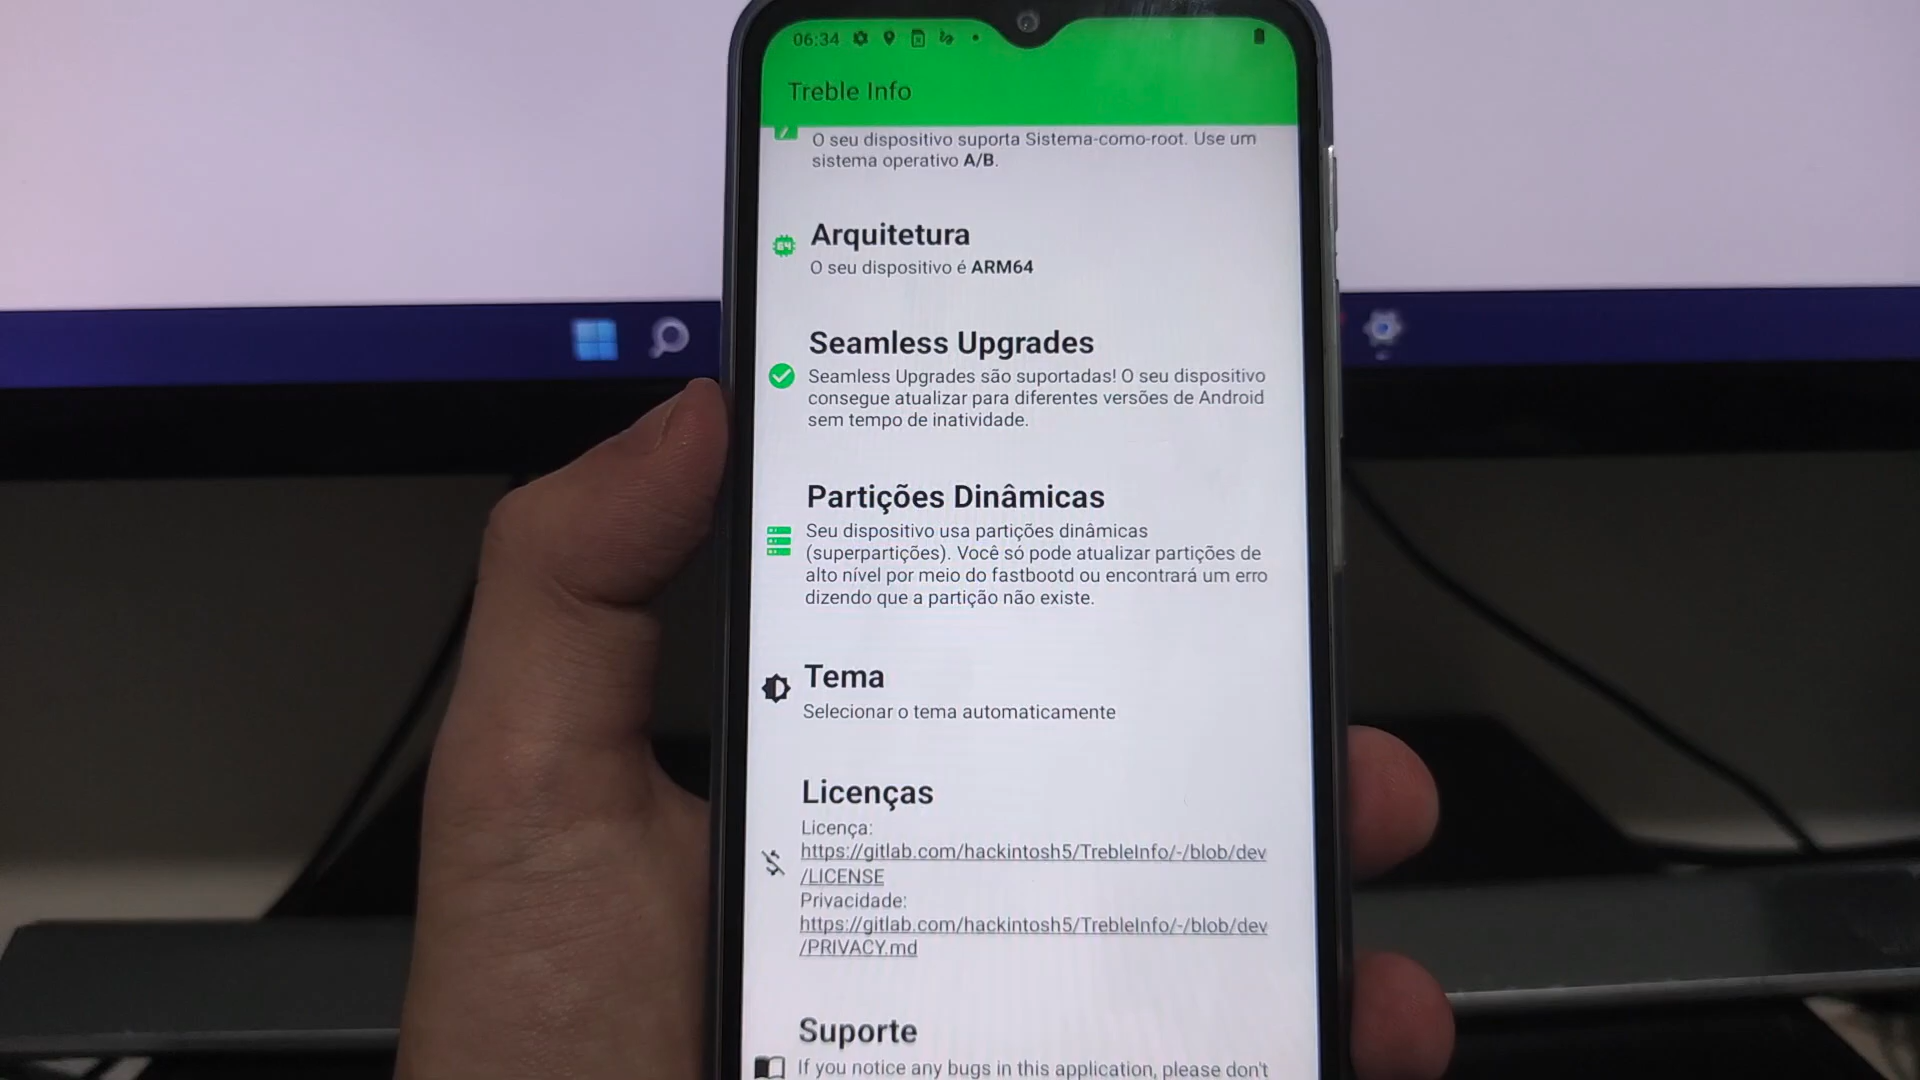 06:34
Treble Info
O seu dispositivo suporta Sistema-como-root. Use um
sistema operativo A/B.
Arquitetura
64
O seu dispositivo é ARM64
Seamless Upgrades
Seamless Upgrades são suportadas! O seu dispositivo
consegue atualizar para diferentes versões de Android
sem tempo de inatividade.
Partições Dinâmicas
Seu dispositivo usa partições dinâmicas
(superpartições). Você só pode atualizar partições de
alto nível por meio do fastbootd ou encontrará um erro
dizendo que a partição não existe.
Tema
Selecionar o tema automaticamente
Licenças
Licença:
https://gitlab.com/hackintosh5/TrebleInfo/-/blob/dev
/LICENSE
Privacidade:
https://gitlab.com/hackintosh5/TrebleInfo/-/blob/dev
/PRIVACY.md
Suporte
If you notice any bugs in this application, please don't